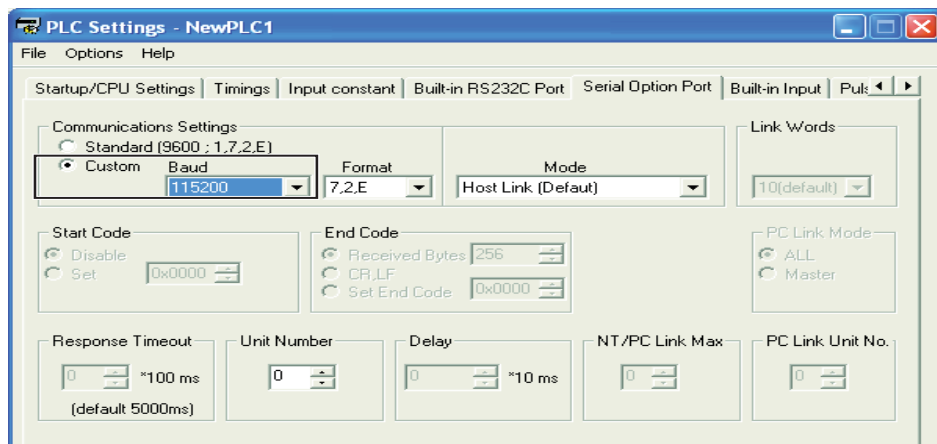 PLC Settings - NewPLC1
File Options Help
Startup/CPU Settings Timings Input constant Built-in RS232C Port Serial Option Port Built-in Input Puls
Communications Settings
Standard (9600 ; 1,7,2,E)
Custom Baud Format Mode
115200 7,2,E Host Link (Defaut)
Link Words
10(default)
Start Code
Disable
Set 0x0000
End Code
Received Bytes 256
CR,LF
Set End Code 0x0000
PC Link Mode
ALL
Master
Response Timeout
0 *100 ms
(default 5000ms)
Unit Number
0
Delay
0 *10 ms
NT/PC Link Max
0
PC Link Unit No.
0